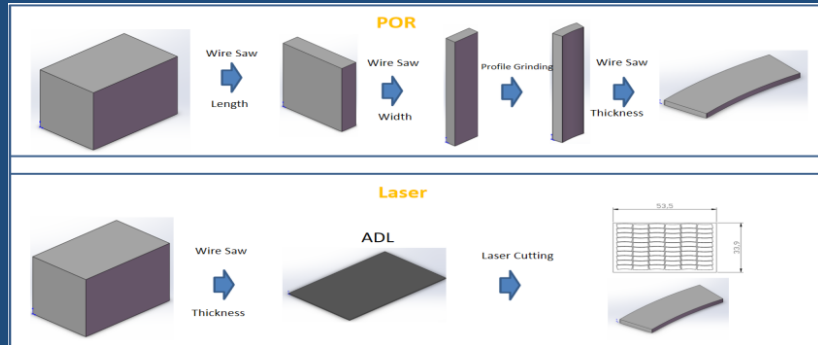 POR
Wire Saw
Length
Wire Saw
Width
Profile Grinding
Wire Saw
Thickness
Laser
Wire Saw
Thickness
ADL
Laser Cutting
53,5
33,9